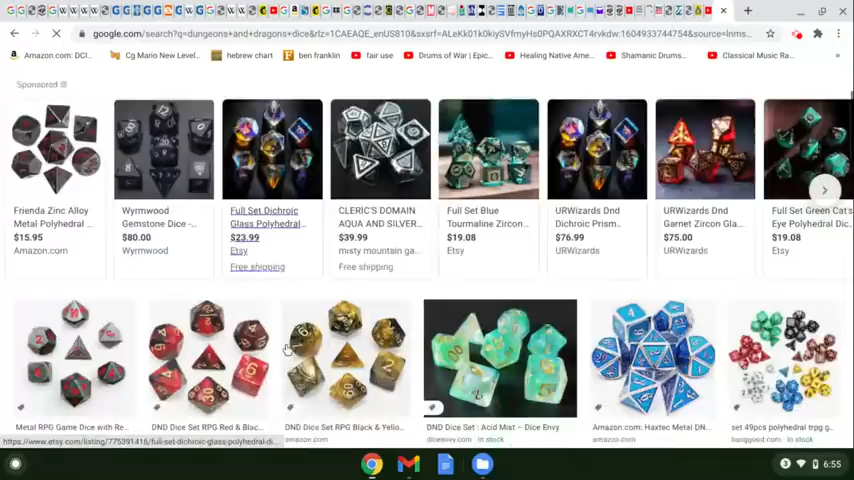 google.com/search?q=dungeons+and+dragons+dice&rlz=1CAEAQE_enUS810&sxsrf=ALeKk01k0kiySVfmyHs0PQAXRXCT4rvkdw:1604933744754&source=lnms...
Amazon.com: DCI...
Cg Mario New Level...
hebrew chart
ben franklin
fair use
Drums of War | Epic...
Healing Native Ame...
Shamanic Drums...
Classical Music Ra...
»
Sponsored
Frienda Zinc Alloy
Metal Polyhedral ...
$15.95
Amazon.com
Wyrmwood
Gemstone Dice -...
$80.00
Wyrmwood
Full Set Dichroic
Glass Polyhedral...
$23.99
Etsy
Free shipping
CLERIC'S DOMAIN
AQUA AND SILVER...
$39.99
misty mountain ga...
Free shipping
Full Set Blue
Tourmaline Zircon...
$19.08
Etsy
URWizards Dnd
Dichroic Prism...
$76.99
URWizards
URWizards Dnd
Garnet Zircon Gla...
$75.00
URWizards
Full Set Green Cat's
Eye Polyhedral Dic...
$19.08
Etsy
Metal RPG Game Dice with Re...
DND Dice Set RPG Red & Blac...
DND Dice Set RPG Black & Yello...
amazon.com
DND Dice Set : Acid Mist – Dice Envy
diceenvy.com · In stock
Amazon.com: Haxtec Metal DN...
amazon.com
set 49pcs polyhedral trpg g...
banggood.com · In stock
https://www.etsy.com/listing/775391416/full-set-dichroic-glass-polyhedral-di...
6:55